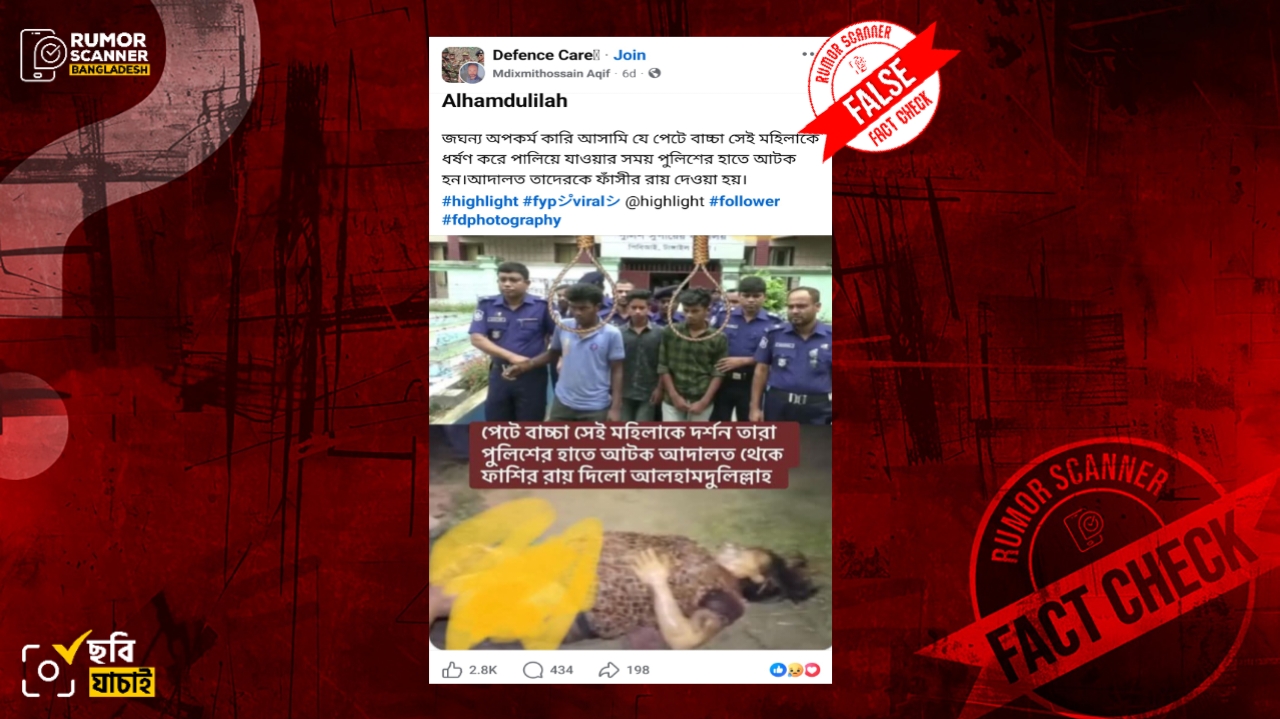 RUMOR
SCANNER
BANGLADESH
Defence Care · Join
Mdixmithossain Aqif · 6d ·
Alhamdulilah
জঘন্য অপকর্ম কারি আসামি যে পেটে বাচ্চা সেই মহিলাকে
ধর্ষণ করে পালিয়ে যাওয়ার সময় পুলিশের হাতে আটক
হন।আদালত তাদেরকে ফাঁসীর রায় দেওয়া হয়।
#highlight #fypシ゚viralシ @highlight #follower
#fdphotography
পিবিআই, টাঙ্গাইল
পেটে বাচ্চা সেই মহিলাকে দর্শন তারা
পুলিশের হাতে আটক আদালত থেকে
ফাশির রায় দিলো আলহামদুলিল্লাহ
2.8K 434 198
RUMOR SCANNER
FALSE
FACT CHECK
RUMOR SCANNER
FACT CHECK
ছবি
যাচাই